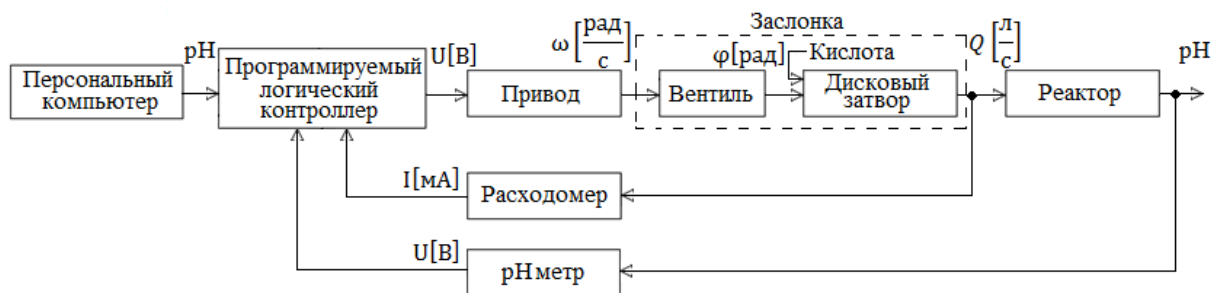 Заслонка
pH
U[В]
ω [рад/с]
φ[рад]
Кислота
Q [л/с]
pH
Персональный
компьютер
Программируемый
логический
контроллер
Привод
Вентиль
Дисковый
затвор
Реактор
I[мА]
Расходомер
U[В]
pH метр